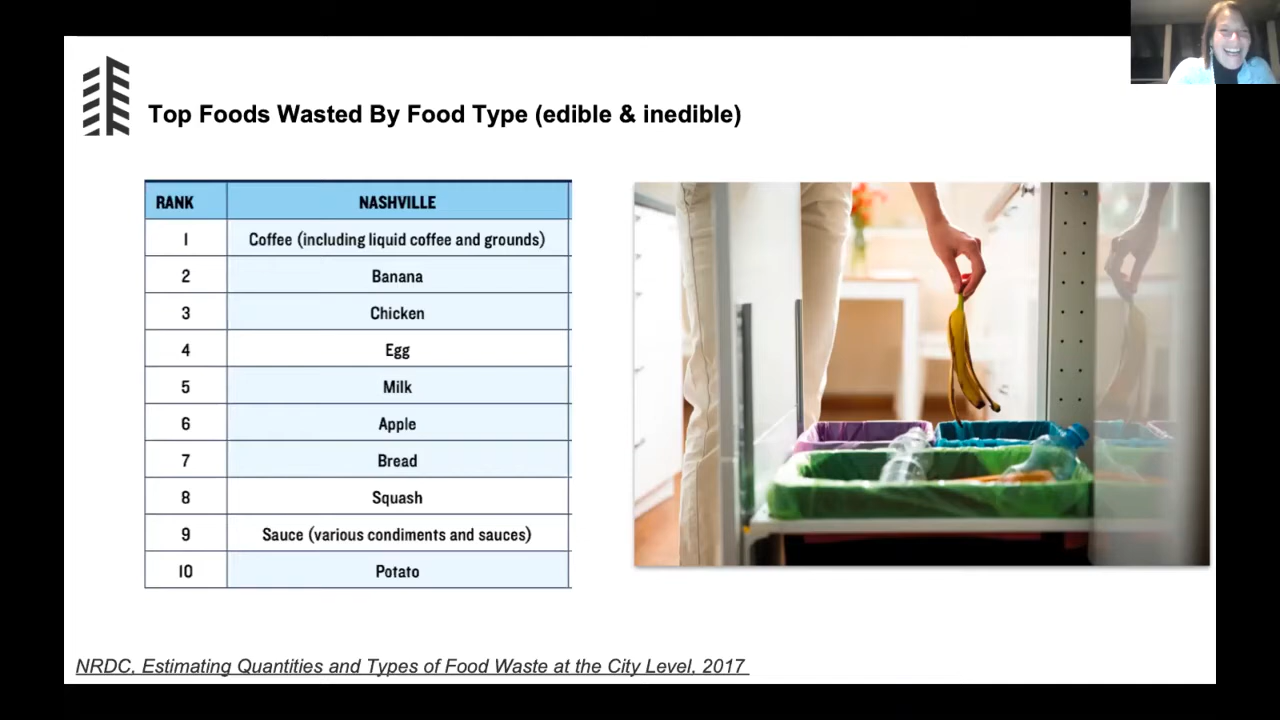 Top Foods Wasted By Food Type (edible & inedible)
RANK NASHVILLE
1 Coffee (including liquid coffee and grounds)
2 Banana
3 Chicken
4 Egg
5 Milk
6 Apple
7 Bread
8 Squash
9 Sauce (various condiments and sauces)
10 Potato
NRDC, Estimating Quantities and Types of Food Waste at the City Level, 2017